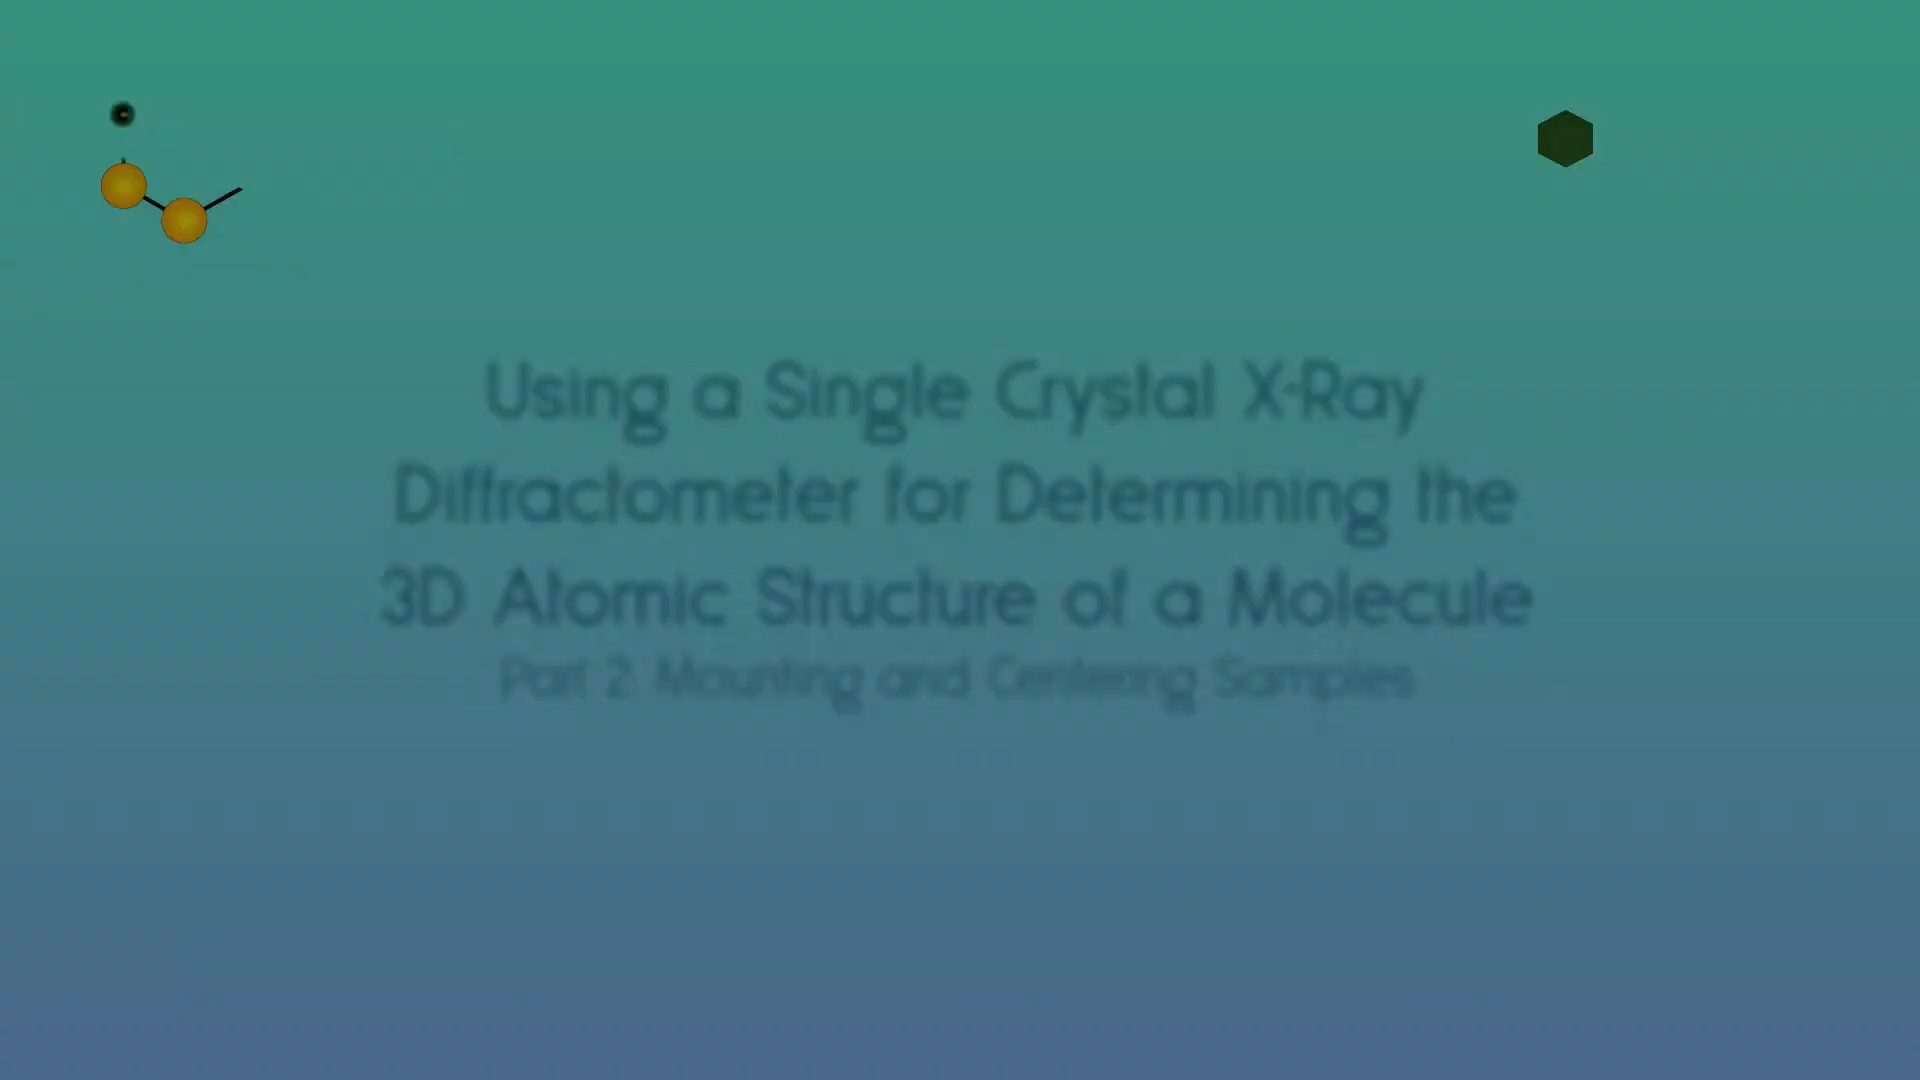 Using a Single Crystal X-Ray
Diffractometer for Determining the
3D Atomic Structure of a Molecule
Part 2: Mounting and Centering Samples